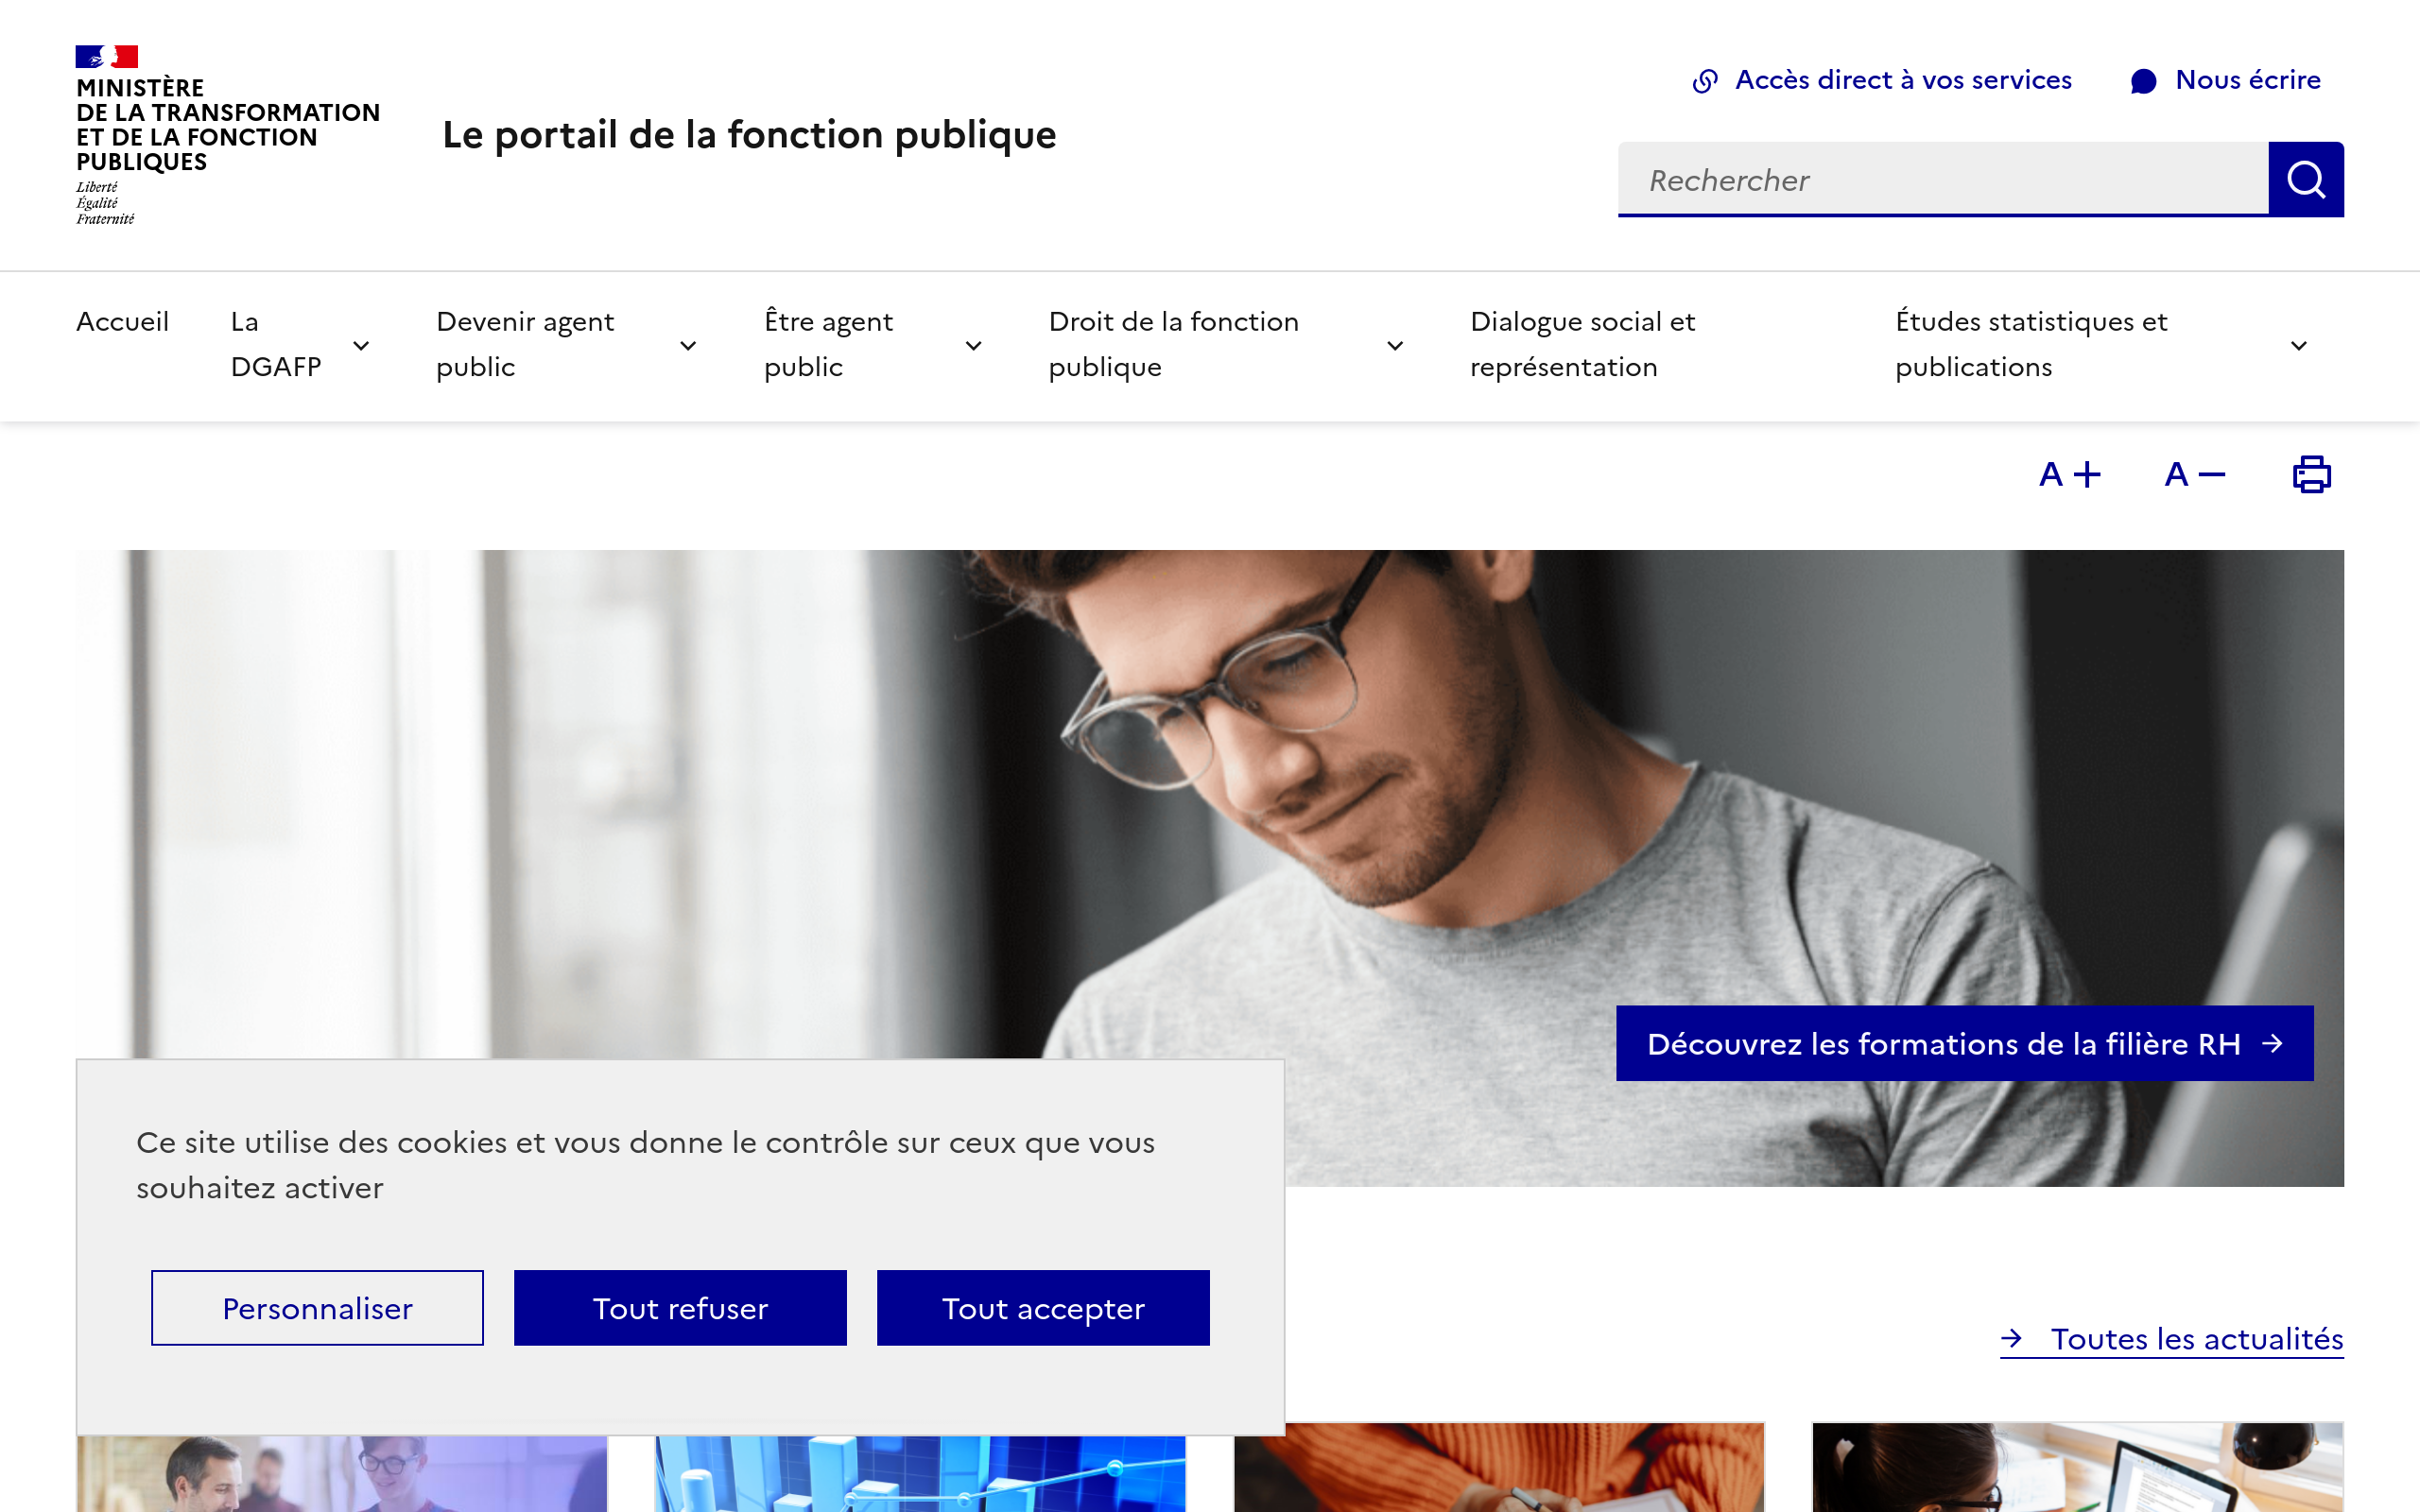 MINISTÈRE
DE LA TRANSFORMATION
ET DE LA FONCTION
PUBLIQUES
Liberté
Égalité
Fraternité
Le portail de la fonction publique
Accès direct à vos services
Nous écrire
Rechercher
Accueil
La
DGAFP
Devenir agent
public
Être agent
public
Droit de la fonction
publique
Dialogue social et
représentation
Études statistiques et
publications
A +
A −
Découvrez les formations de la filière RH
Ce site utilise des cookies et vous donne le contrôle sur ceux que vous
souhaitez activer
Personnaliser
Tout refuser
Tout accepter
Toutes les actualités